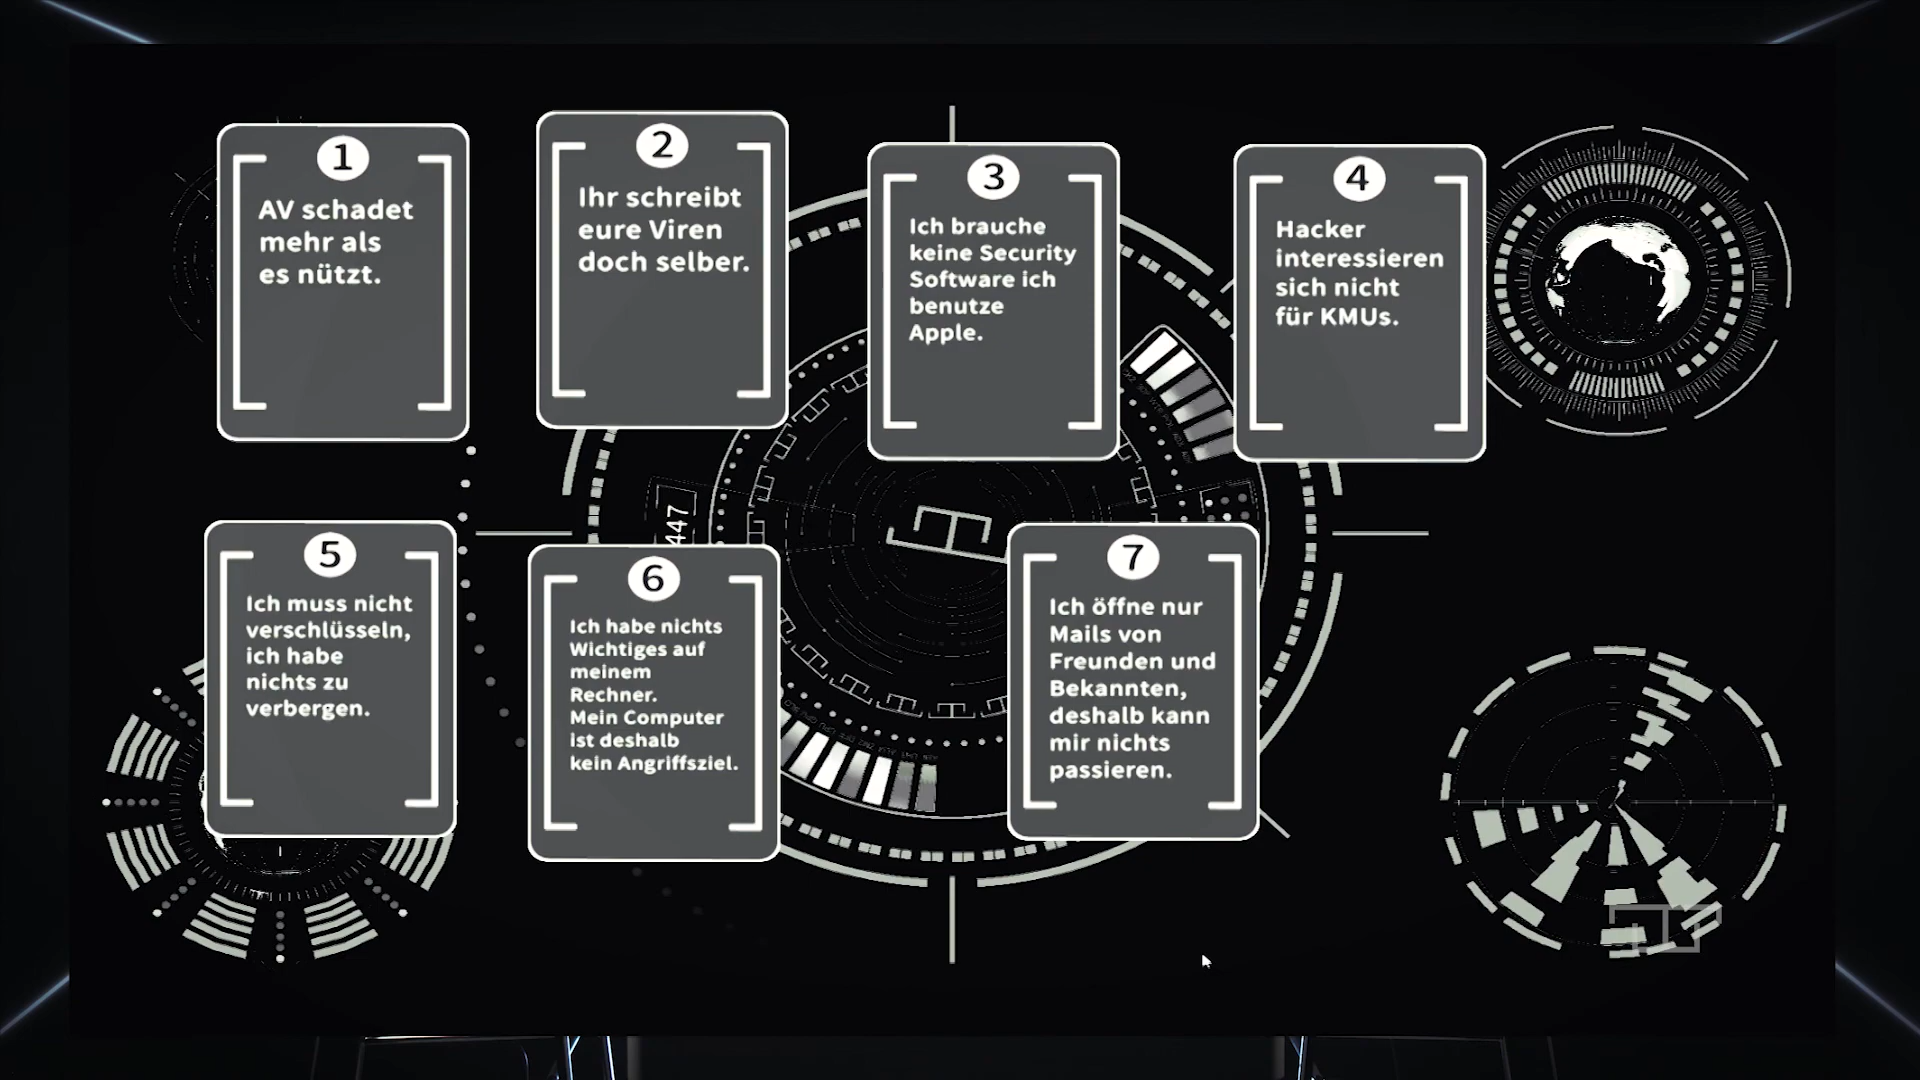 1
AV schadet
mehr als
es nützt.
2
Ihr schreibt
eure Viren
doch selber.
3
Ich brauche
keine Security
Software ich
benutze
Apple.
4
Hacker
interessieren
sich nicht
für KMUs.
5
Ich muss nicht
verschlüsseln,
ich habe
nichts zu
verbergen.
6
Ich habe nichts
Wichtiges auf
meinem
Rechner.
Mein Computer
ist deshalb
kein Angriffsziel.
7
Ich öffne nur
Mails von
Freunden und
Bekannten,
deshalb kann
mir nichts
passieren.
447